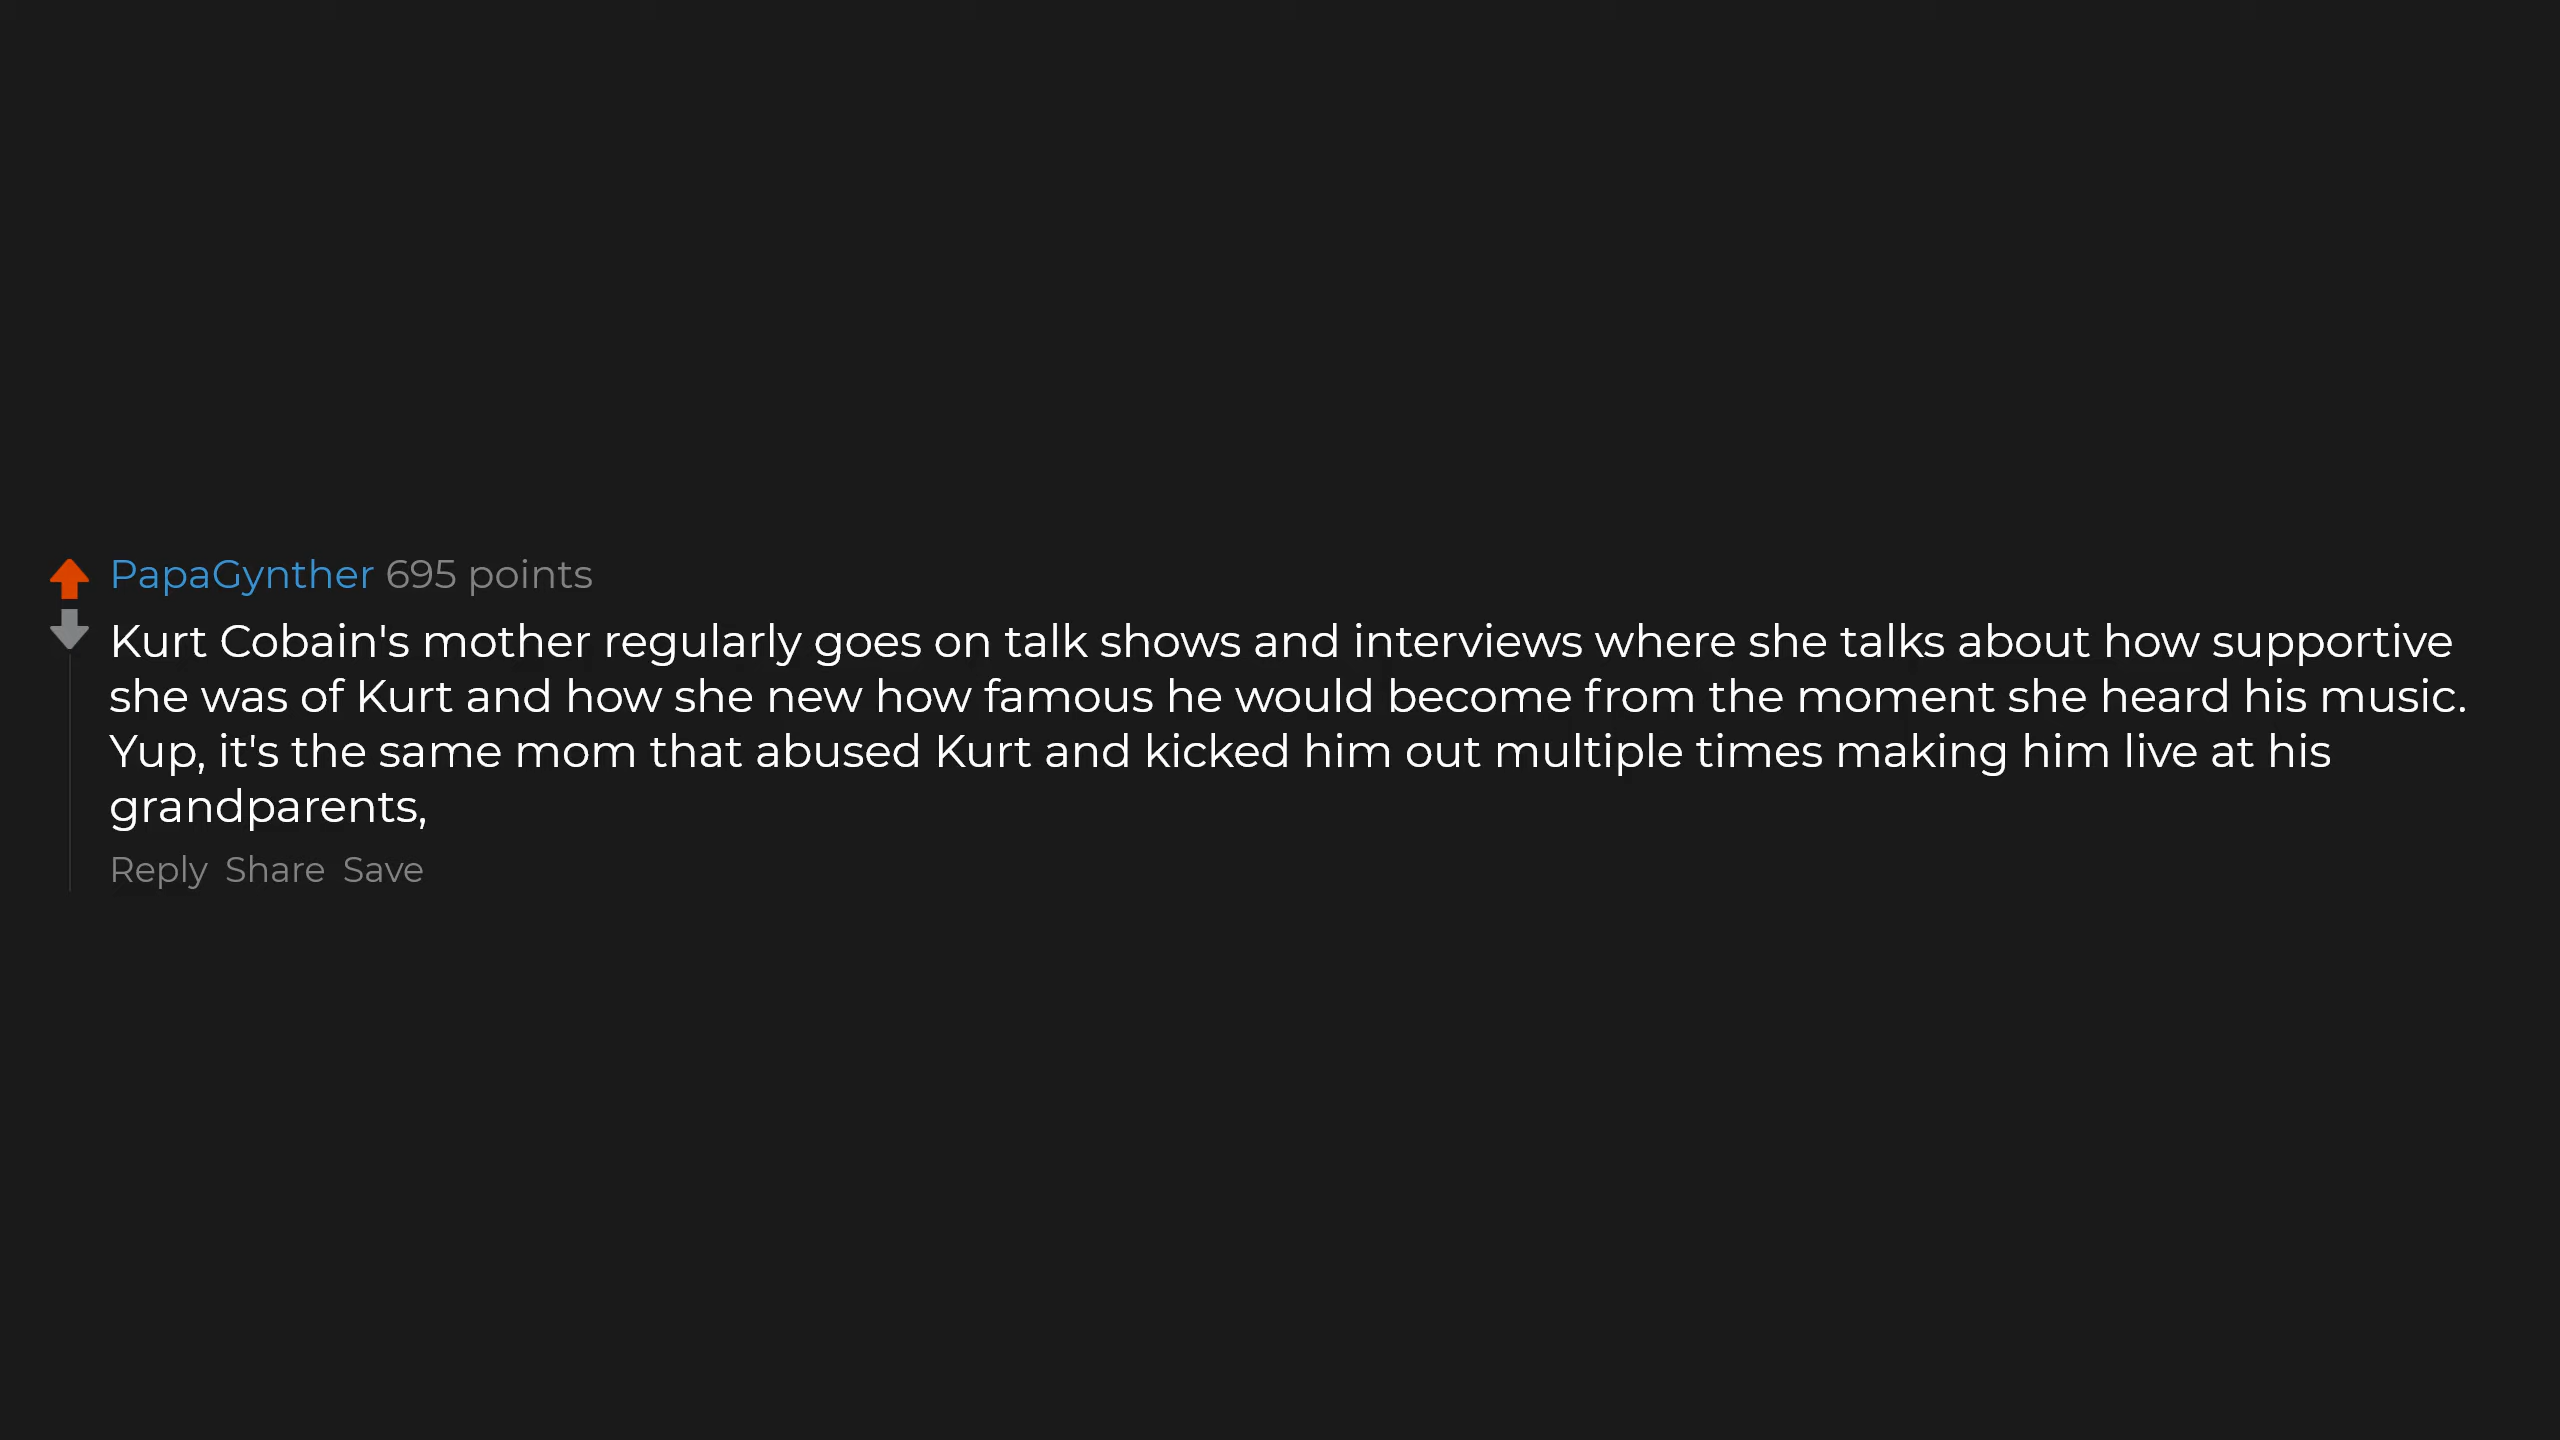 PapaGynther 695 points
Kurt Cobain's mother regularly goes on talk shows and interviews where she talks about how supportive
she was of Kurt and how she new how famous he would become from the moment she heard his music.
Yup, it's the same mom that abused Kurt and kicked him out multiple times making him live at his
grandparents,
Reply Share Save